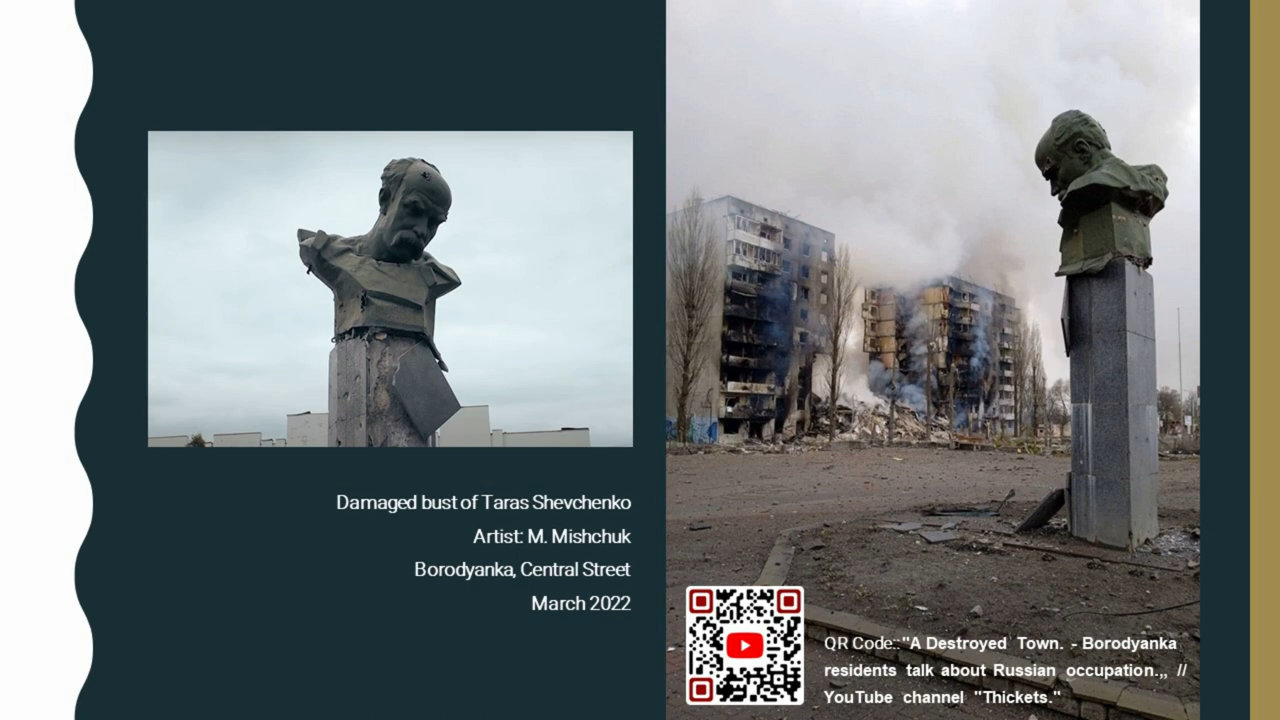 Damaged bust of Taras Shevchenko
Artist: M. Mishchuk
Borodyanka, Central Street
March 2022
QR Code.:"A Destroyed Town. - Borodyanka
residents talk about Russian occupation.„ //
YouTube channel "Thickets."